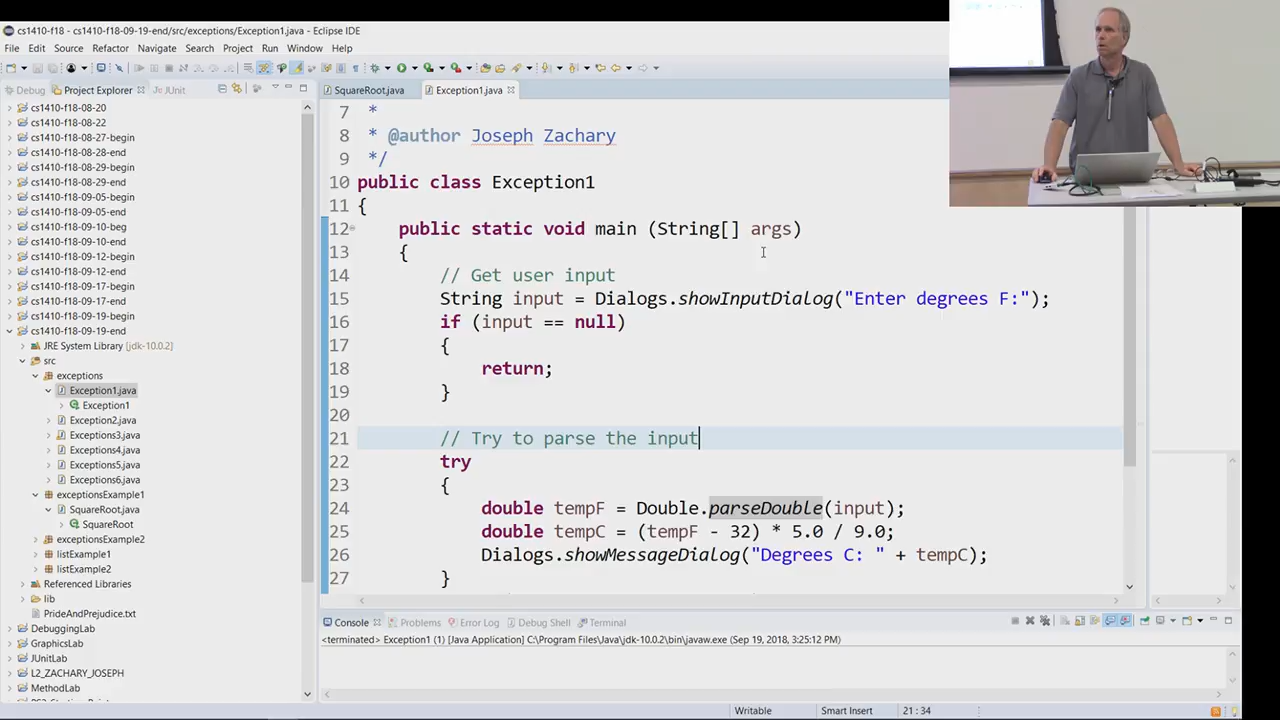 cs1410-f18 - cs1410-f18-09-19-end/src/exceptions/Exception1.java - Eclipse IDE
File Edit Source Refactor Navigate Search Project Run Window Help
Debug Project Explorer JUnit
SquareRoot.java Exception1.java
cs1410-f18-08-20
cs1410-f18-08-22
cs1410-f18-08-27-begin
cs1410-f18-08-28-end
cs1410-f18-08-29-begin
cs1410-f18-08-29-end
cs1410-f18-09-05-begin
cs1410-f18-09-05-end
cs1410-f18-09-10-beg
cs1410-f18-09-10-end
cs1410-f18-09-12-begin
cs1410-f18-09-12-end
cs1410-f18-09-17-begin
cs1410-f18-09-17-end
cs1410-f18-09-19-begin
cs1410-f18-09-19-end
JRE System Library [jdk-10.0.2]
src
exceptions
Exception1.java
Exception1
Exception2.java
Exceptions3.java
Exceptions4.java
Exceptions5.java
Exceptions6.java
exceptionsExample1
SquareRoot.java
SquareRoot
exceptionsExample2
listExample1
listExample2
Referenced Libraries
lib
PrideAndPrejudice.txt
DebuggingLab
GraphicsLab
JUnitLab
L2_ZACHARY_JOSEPH
MethodLab
7 *
8 * @author Joseph Zachary
9 */
10 public class Exception1
11 {
12 public static void main (String[] args)
13 {
14 // Get user input
15 String input = Dialogs.showInputDialog("Enter degrees F:");
16 if (input == null)
17 {
18 return;
19 }
20
21 // Try to parse the input
22 try
23 {
24 double tempF = Double.parseDouble(input);
25 double tempC = (tempF - 32) * 5.0 / 9.0;
26 Dialogs.showMessageDialog("Degrees C: " + tempC);
27 }
Console Problems Error Log Debug Shell Terminal
<terminated> Exception1 (1) [Java Application] C:\Program Files\Java\jdk-10.0.2\bin\javaw.exe (Sep 19, 2018, 3:25:12 PM)
Writable Smart Insert 21 : 34